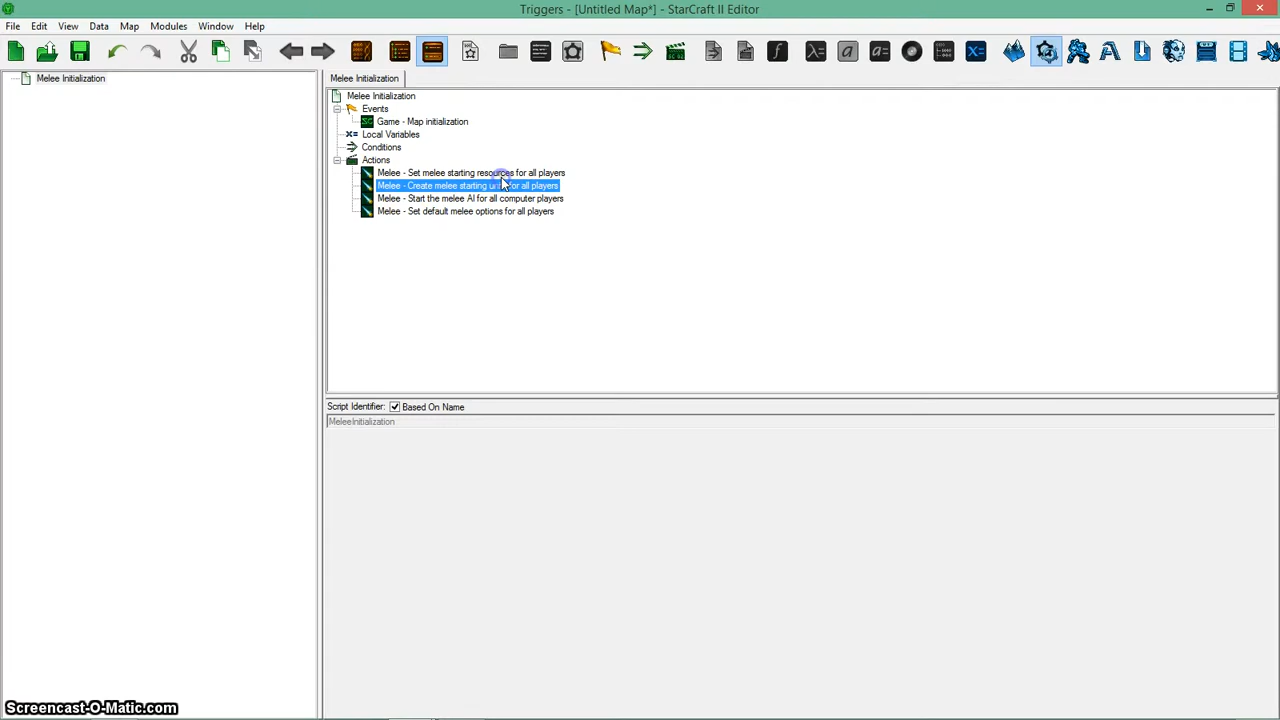 Triggers - [Untitled Map*] - StarCraft II Editor
File Edit View Data Map Modules Window Help
Melee Initialization
Melee Initialization
Melee Initialization
Events
Game - Map initialization
Local Variables
Conditions
Actions
Melee - Set melee starting resources for all players
Melee - Create melee starting units for all players
Melee - Start the melee AI for all computer players
Melee - Set default melee options for all players
Script Identifier: Based On Name
MeleeInitialization
Screencast-O-Matic.com